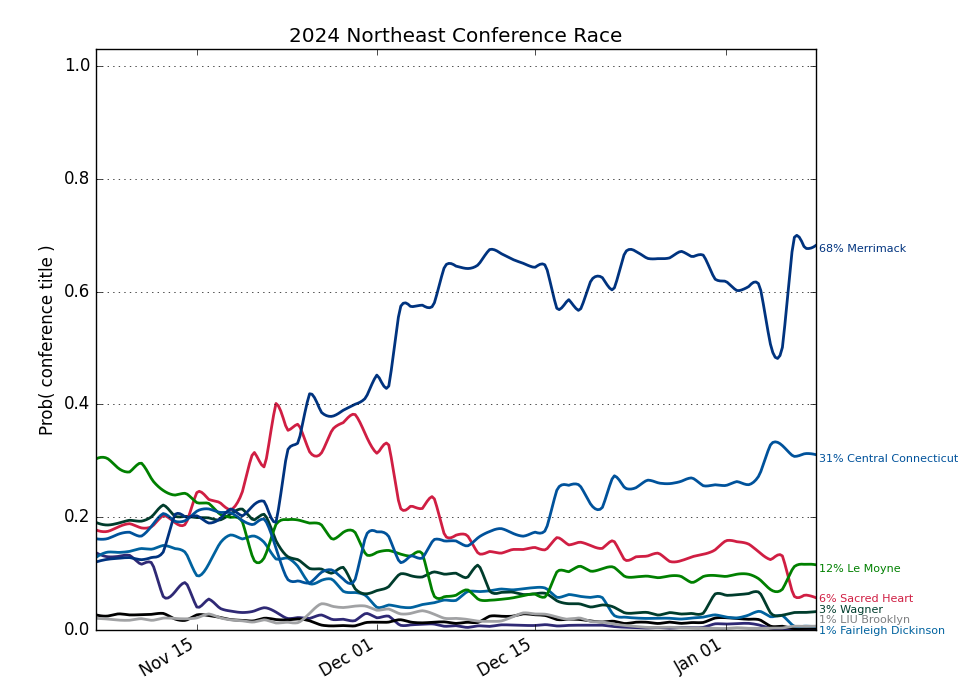 2024 Northeast Conference Race
Prob( conference title )
1.0
0.8
0.6
0.4
0.2
0.0
Nov 15
Dec 01
Dec 15
Jan 01
68% Merrimack
31% Central Connecticut
12% Le Moyne
6% Sacred Heart
3% Wagner
1% LIU Brooklyn
1% Fairleigh Dickinson